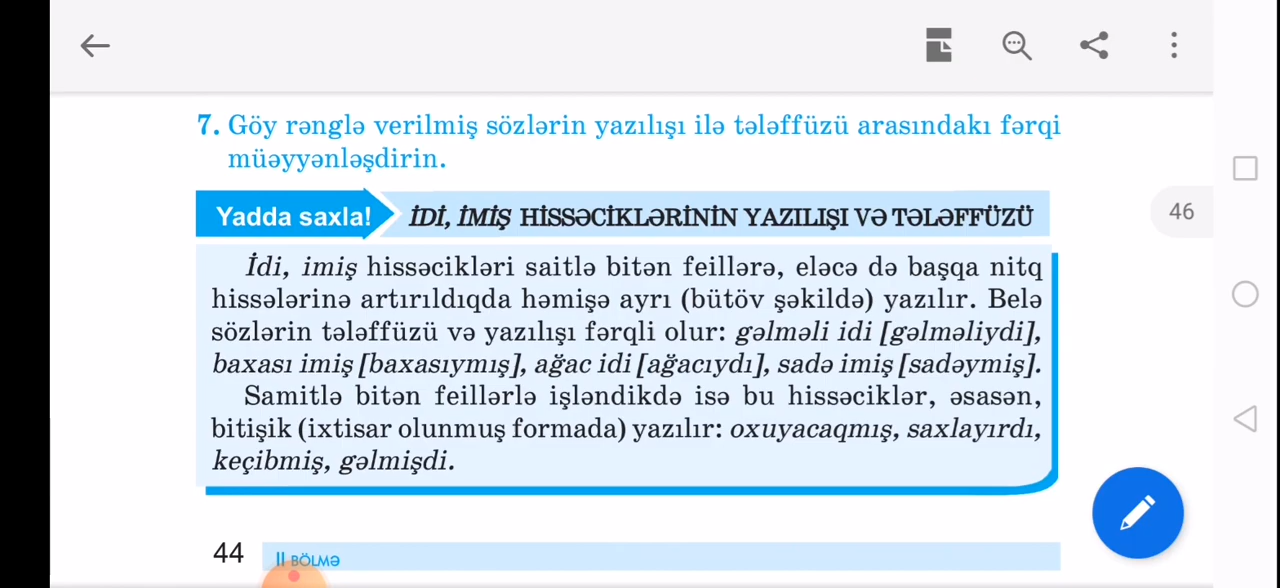 7. Göy rənglə verilmiş sözlərin yazılışı ilə tələffüzü arasındakı fərqi
müəyyənləşdirin.
Yadda saxla! İDİ, İMİŞ HİSSƏCİKLƏRİNİN YAZILIŞI VƏ TƏLƏFFÜZÜ
46
İdi, imiş hissəcikləri saitlə bitən feillərə, eləcə də başqa nitq
hissələrinə artırıldıqda həmişə ayrı (bütöv şəkildə) yazılır. Belə
sözlərin tələffüzü və yazılışı fərqli olur: gəlməli idi [gəlməliydi],
baxası imiş [baxasıymış], ağac idi [ağacıydı], sadə imiş [sadəymiş].
Samitlə bitən feillərlə işləndikdə isə bu hissəciklər, əsasən,
bitişik (ixtisar olunmuş formada) yazılır: oxuyacaqmış, saxlayırdı,
keçibmiş, gəlmişdi.
44 II BÖLMƏ